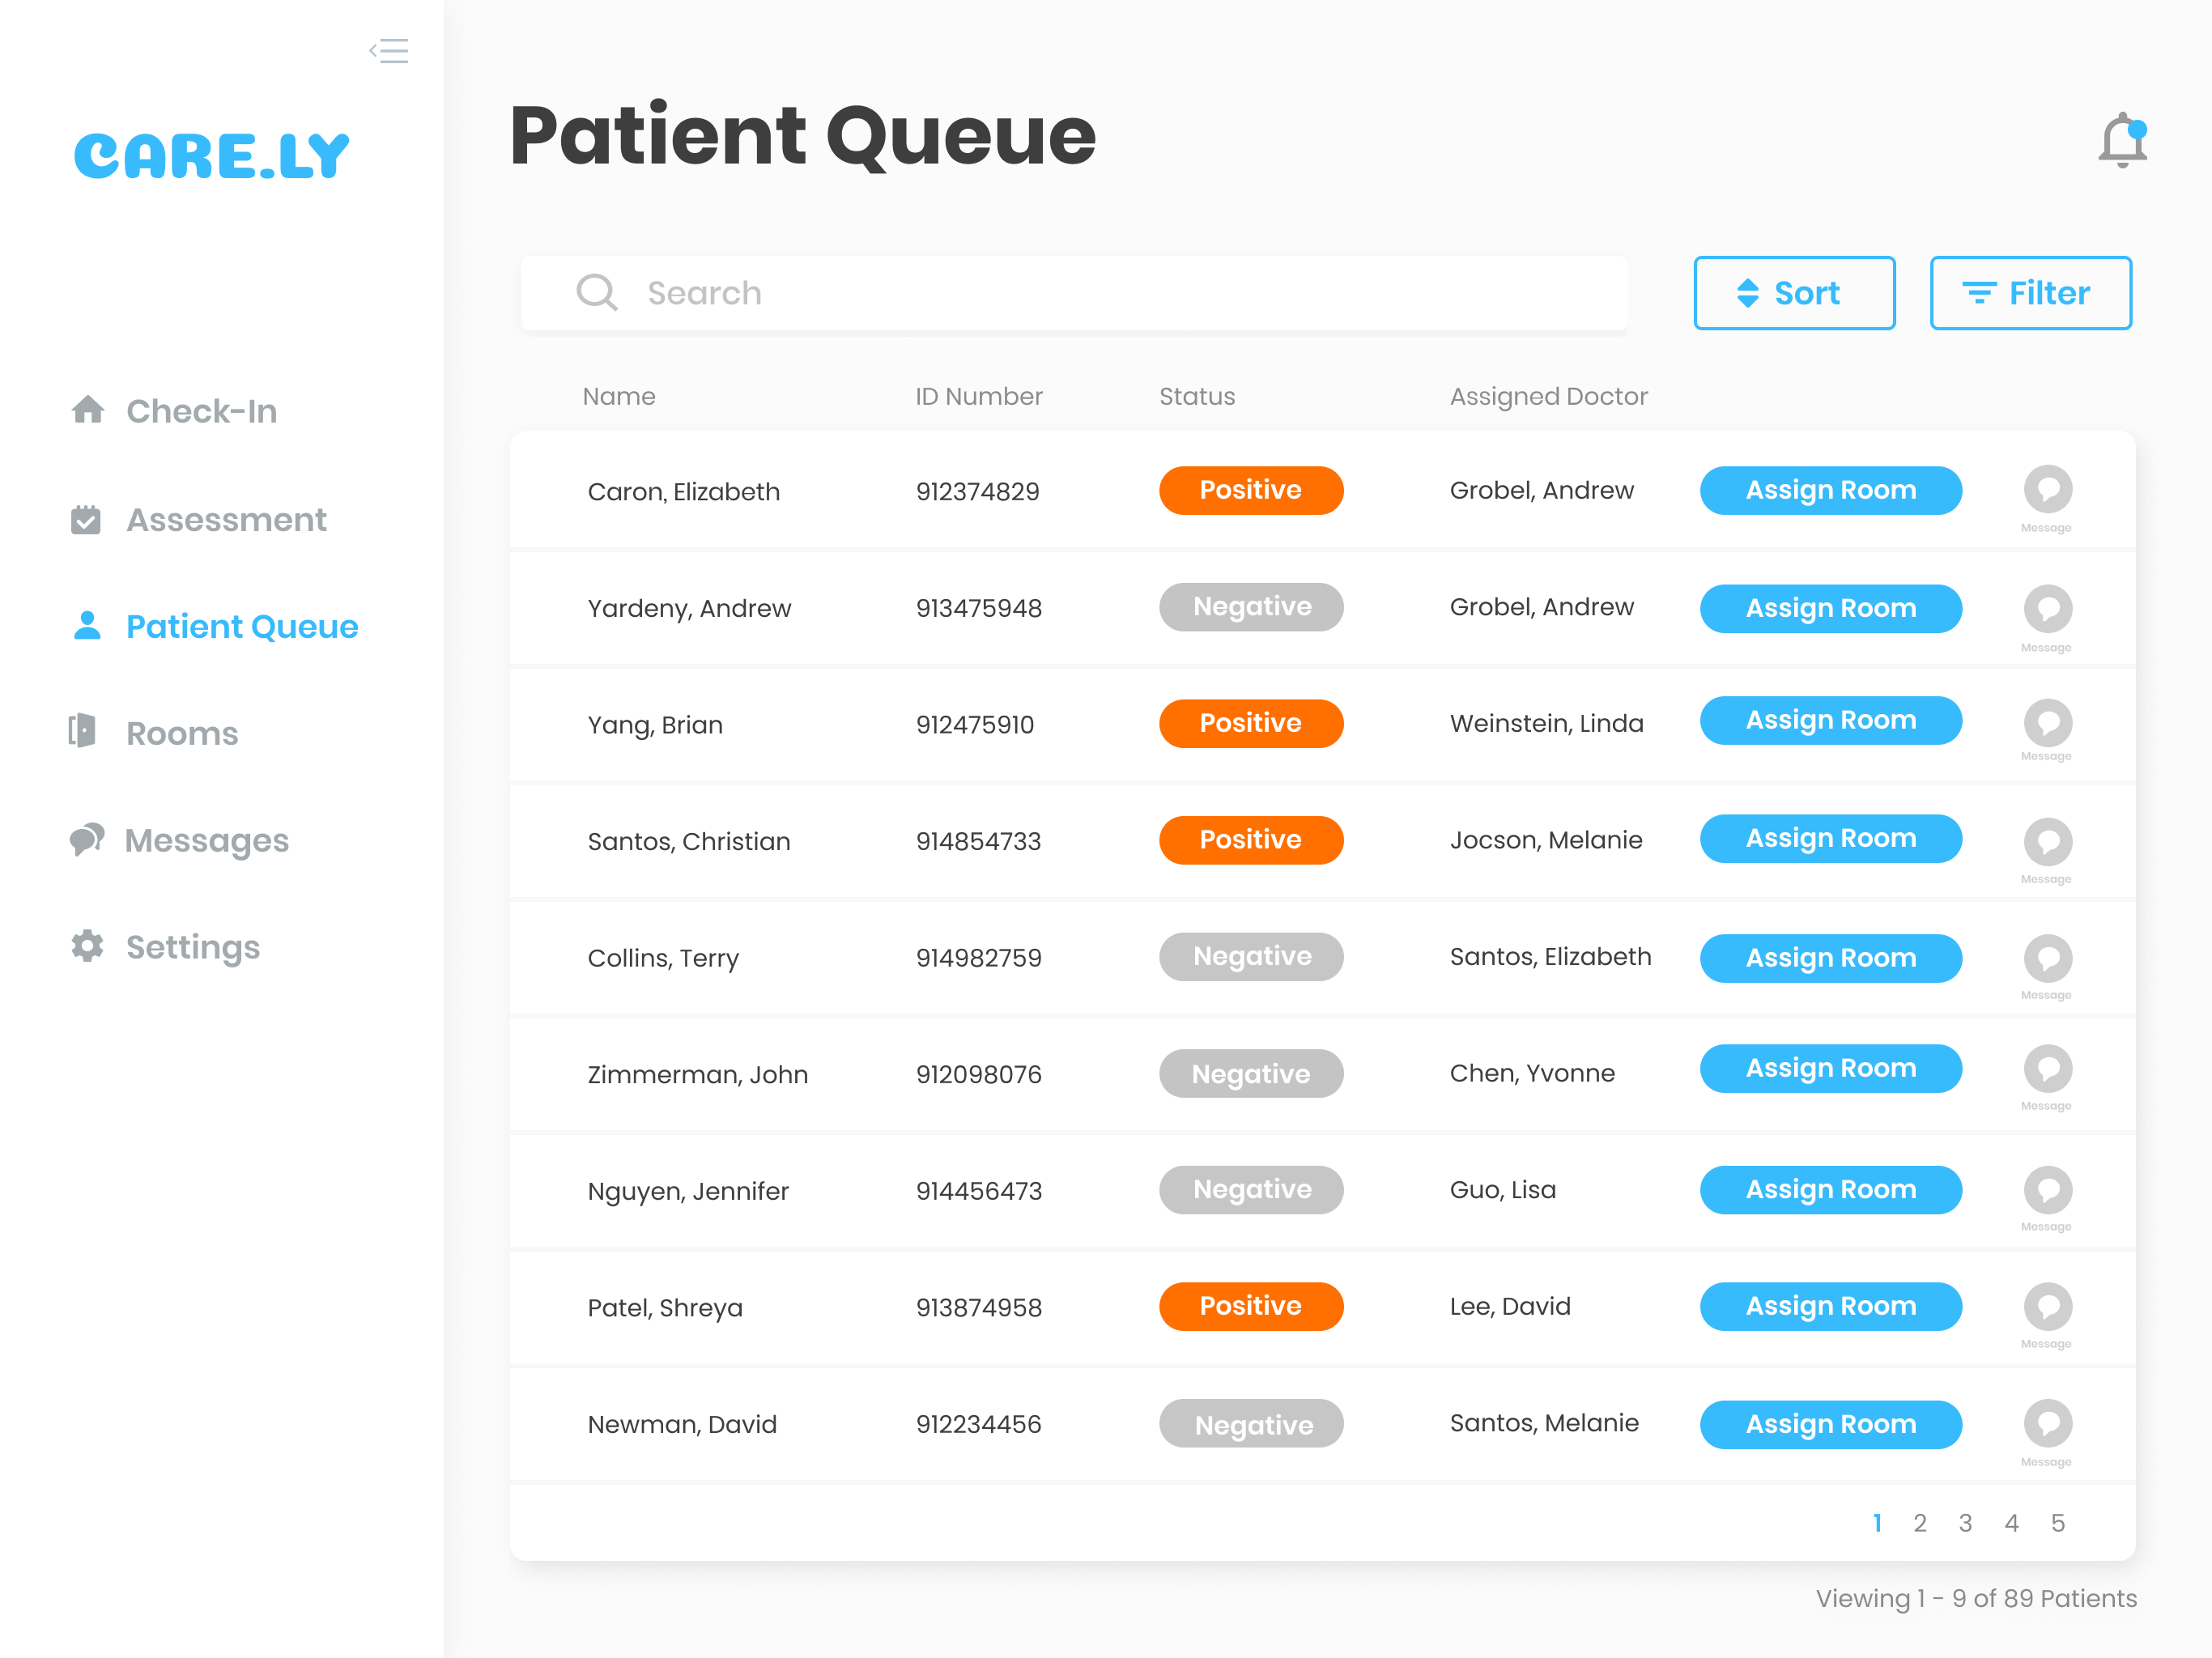 CARE.LY
Check-In
Assessment
Patient Queue
Rooms
Messages
Settings
Patient Queue
Search
Sort
Filter
Name ID Number Status Assigned Doctor
Caron, Elizabeth 912374829 Positive Grobel, Andrew Assign Room Message
Yardeny, Andrew 913475948 Negative Grobel, Andrew Assign Room Message
Yang, Brian 912475910 Positive Weinstein, Linda Assign Room Message
Santos, Christian 914854733 Positive Jocson, Melanie Assign Room Message
Collins, Terry 914982759 Negative Santos, Elizabeth Assign Room Message
Zimmerman, John 912098076 Negative Chen, Yvonne Assign Room Message
Nguyen, Jennifer 914456473 Negative Guo, Lisa Assign Room Message
Patel, Shreya 913874958 Positive Lee, David Assign Room Message
Newman, David 912234456 Negative Santos, Melanie Assign Room Message
1 2 3 4 5
Viewing 1 - 9 of 89 Patients